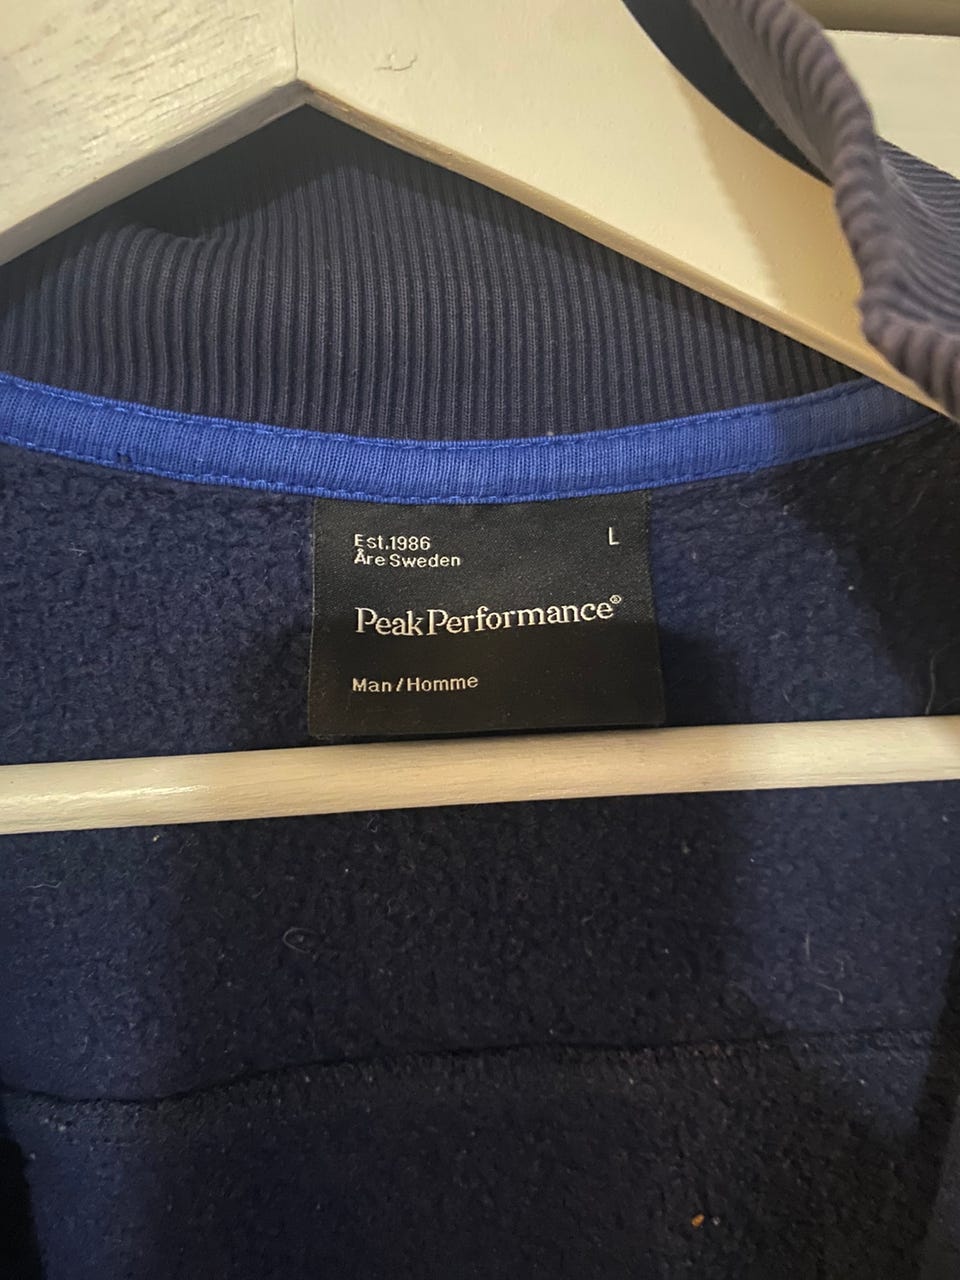 Est.1986 L
Åre Sweden
PeakPerformance®
Man/Homme